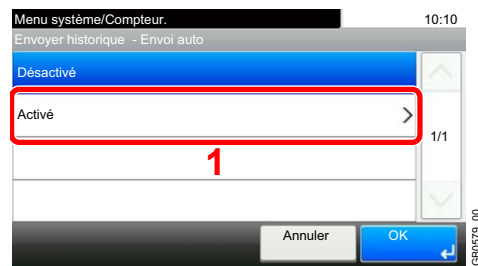 Menu système/Compteur. 10:10
Envoyer historique - Envoi auto
Désactivé
Activé
1/1
1
Annuler OK
GB0579_00